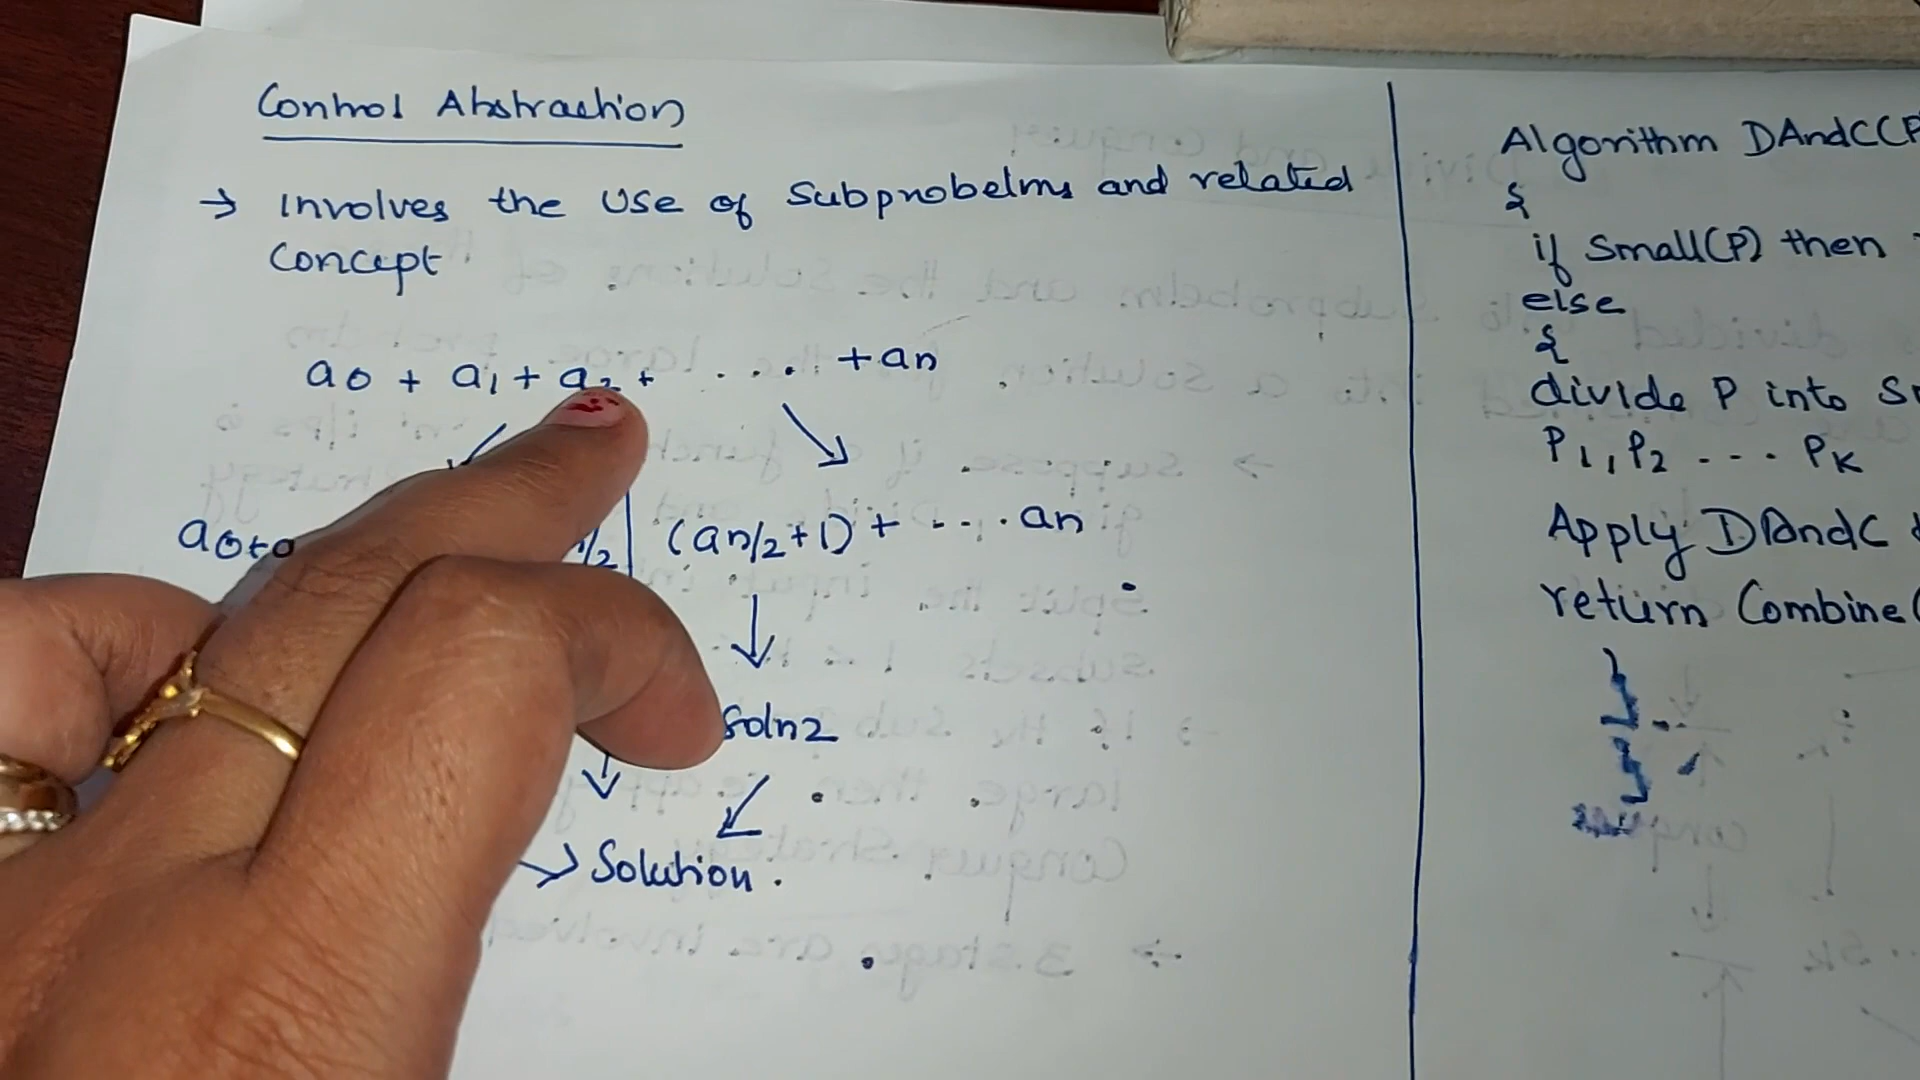 Control Abstraction
→ Involves the Use of Subprobelms and related
Concept
a0 + a1 + a2 + .... + an
(an/2+1) + ---. an
Soln2
Solution.
Algorithm DAndC(P
{
if Small(P) then
else
{
divide P into
P1, P2 --- PK
Apply DAndC
return Combine(